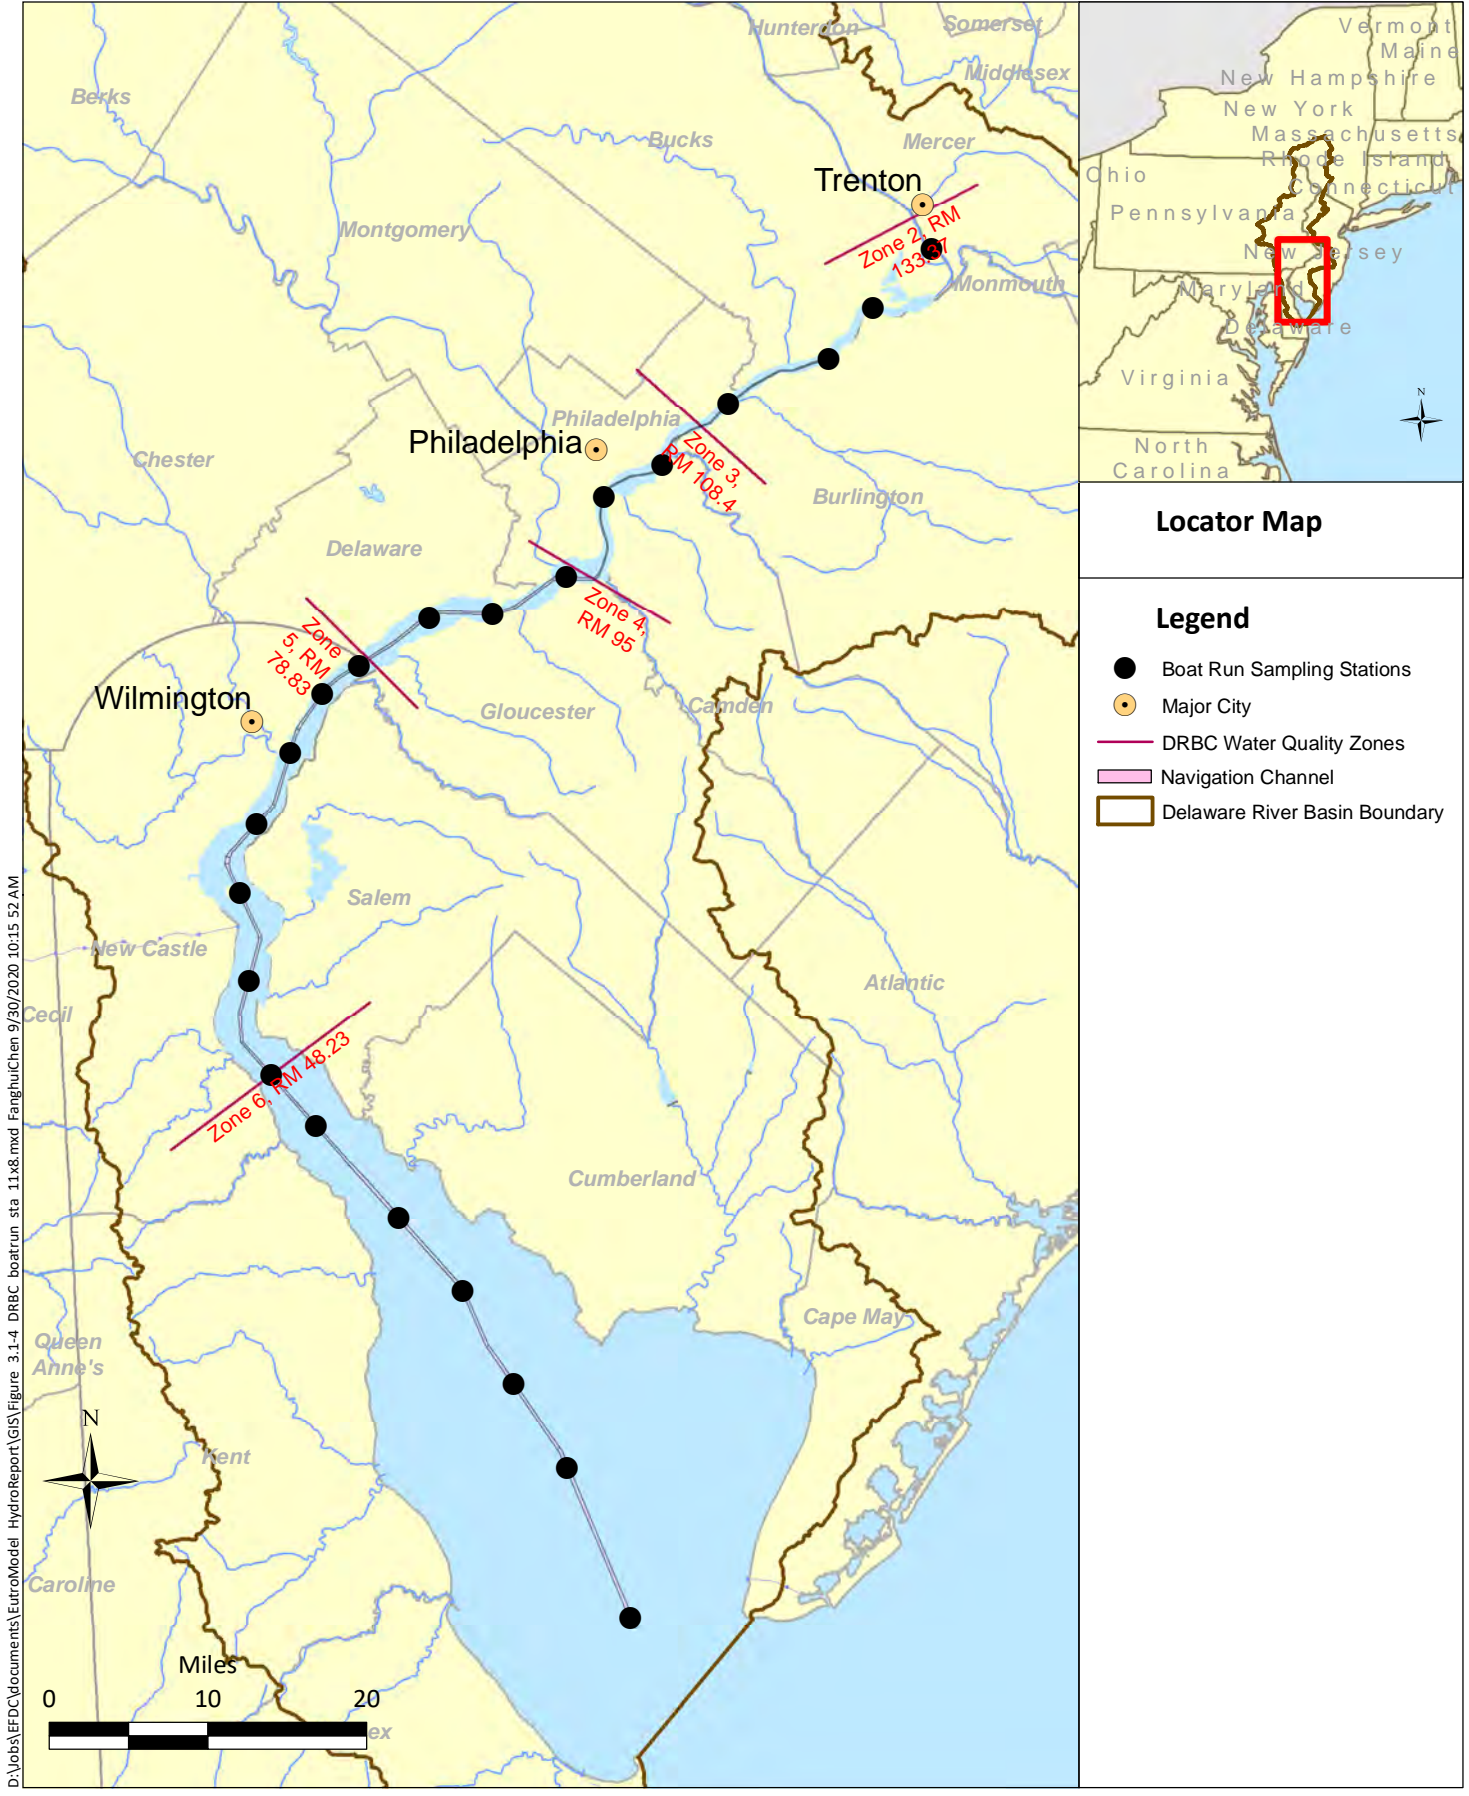 Hunterdon
Somerset
Middlesex
Berks
Bucks
Mercer
Trenton
Zone 2, RM
133.37
Montgomery
Monmouth
Philadelphia
Philadelphia
Zone 3,
RM 108.4
Chester
Burlington
Delaware
Zone 4,
RM 95
Zone
5, RM
78.83
Wilmington
Gloucester
Camden
Salem
New Castle
Atlantic
Cecil
Zone 6, RM 48.23
Cumberland
Cape May
Queen
Anne's
N
Kent
Caroline
Miles
0 10 20
ex
D:\Jobs\EFDC\documents\EutroModel HydroReport\GIS\Figure 3.1-4 DRBC boatrun sta 11x8.mxd FanghuiChen 9/30/2020 10:15 52 AM
Vermont
Maine
New Hampshire
New York
Massachusetts
Rhode Island
Connecticut
Ohio
Pennsylvania
New Jersey
Maryland
Delaware
Virginia
N
North
Carolina
Locator Map
Legend
Boat Run Sampling Stations
Major City
DRBC Water Quality Zones
Navigation Channel
Delaware River Basin Boundary